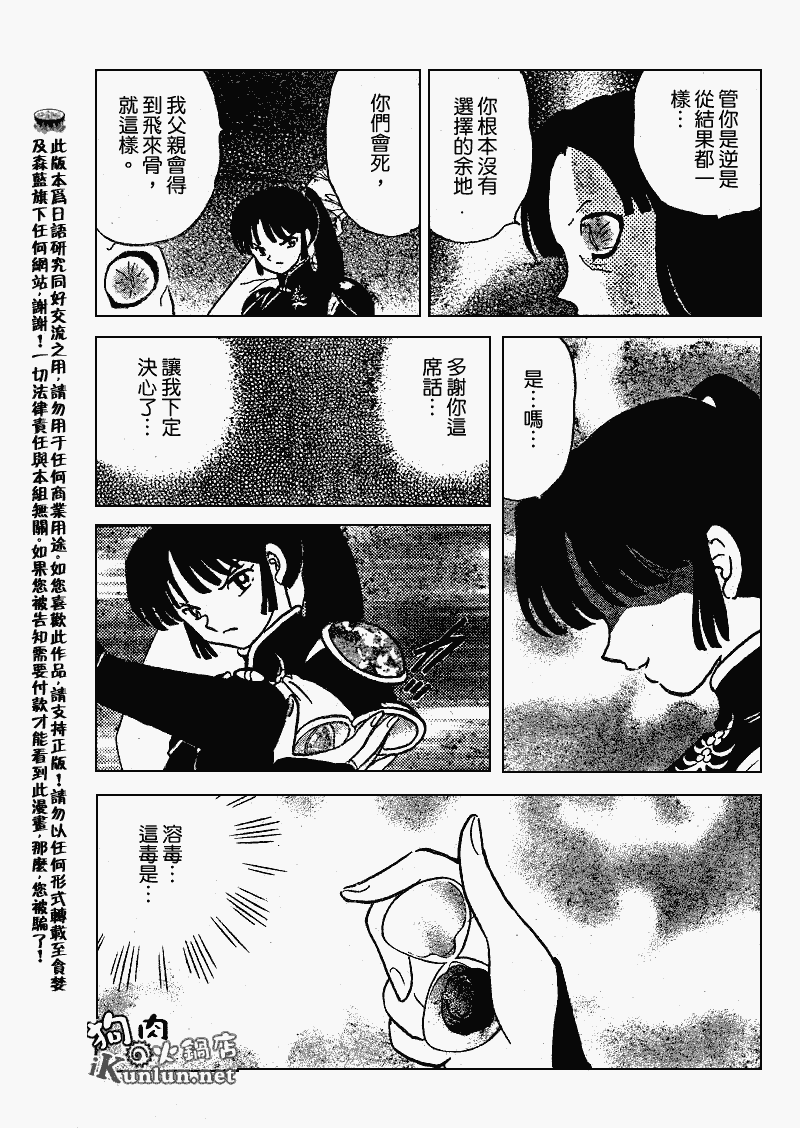 管你是逆是
從結果都一
樣…
你根本沒有
選擇的余地.
你們會死，
我父親會得
到飛來骨，
就這樣。
是…嗎…
多謝你這
席話…
讓我下定
決心了…
溶毒…
這毒是…
此版本爲日語研究同好交流之用，請勿用于任何商業用途。如您喜歡此作品，請支持正版！請勿以任何形式轉載至貪婪
及森藍旗下任何網站，謝謝！一切法律責任與本組無關。如果您被告知需要付款才能看到此漫畫，那麼，您被騙了！
狗肉
火鍋店
iKunlun.net